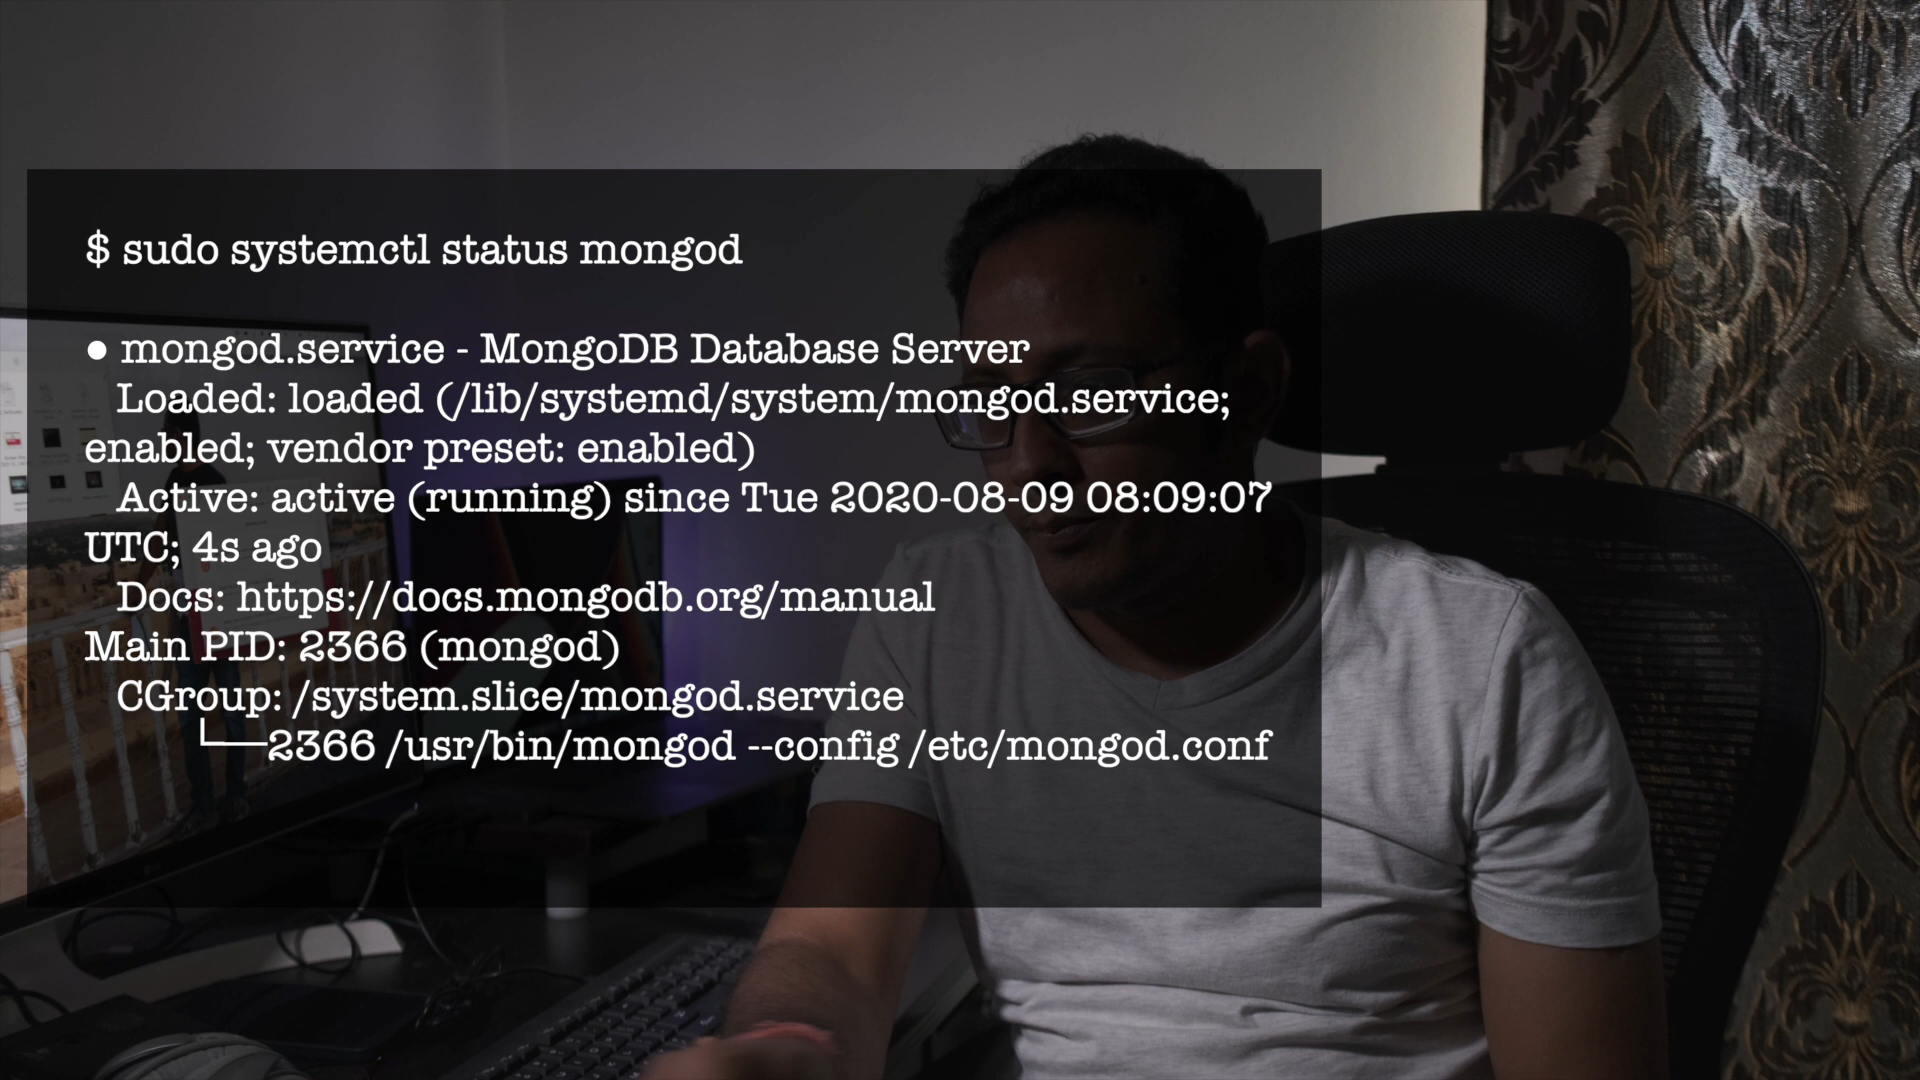 $ sudo systemctl status mongod
● mongod.service - MongoDB Database Server
Loaded: loaded (/lib/systemd/system/mongod.service;
enabled; vendor preset: enabled)
Active: active (running) since Tue 2020-08-09 08:09:07
UTC; 4s ago
Docs: https://docs.mongodb.org/manual
Main PID: 2366 (mongod)
CGroup: /system.slice/mongod.service
└──2366 /usr/bin/mongod --config /etc/mongod.conf